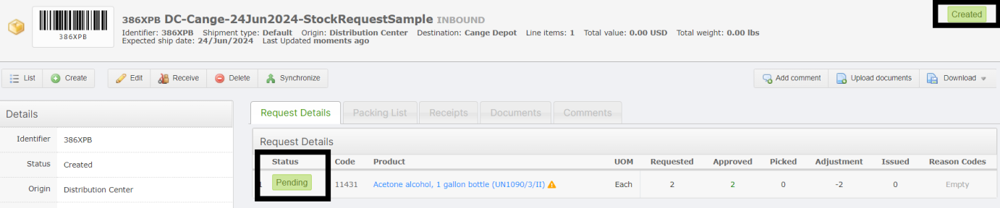 386XPB DC-Cange-24Jun2024-StockRequestSample INBOUND
Created
386XPB
Identifier: 386XPB Shipment type: Default Origin: Distribution Center Destination: Cange Depot Line items: 1 Total value: 0.00 USD Total weight: 0.00 lbs
Expected ship date: 24/Jun/2024 Last Updated moments ago
List Create Edit Receive Delete Synchronize Add comment Upload documents Download
Details
Request Details Packing List Receipts Documents Comments
Identifier 386XPB
Status Created
Origin Distribution Center
Request Details
Status Code Product UOM Requested Approved Picked Adjustment Issued Reason Codes
1 Pending 11431 Acetone alcohol, 1 gallon bottle (UN1090/3/II) Each 2 2 0 -2 0 Empty